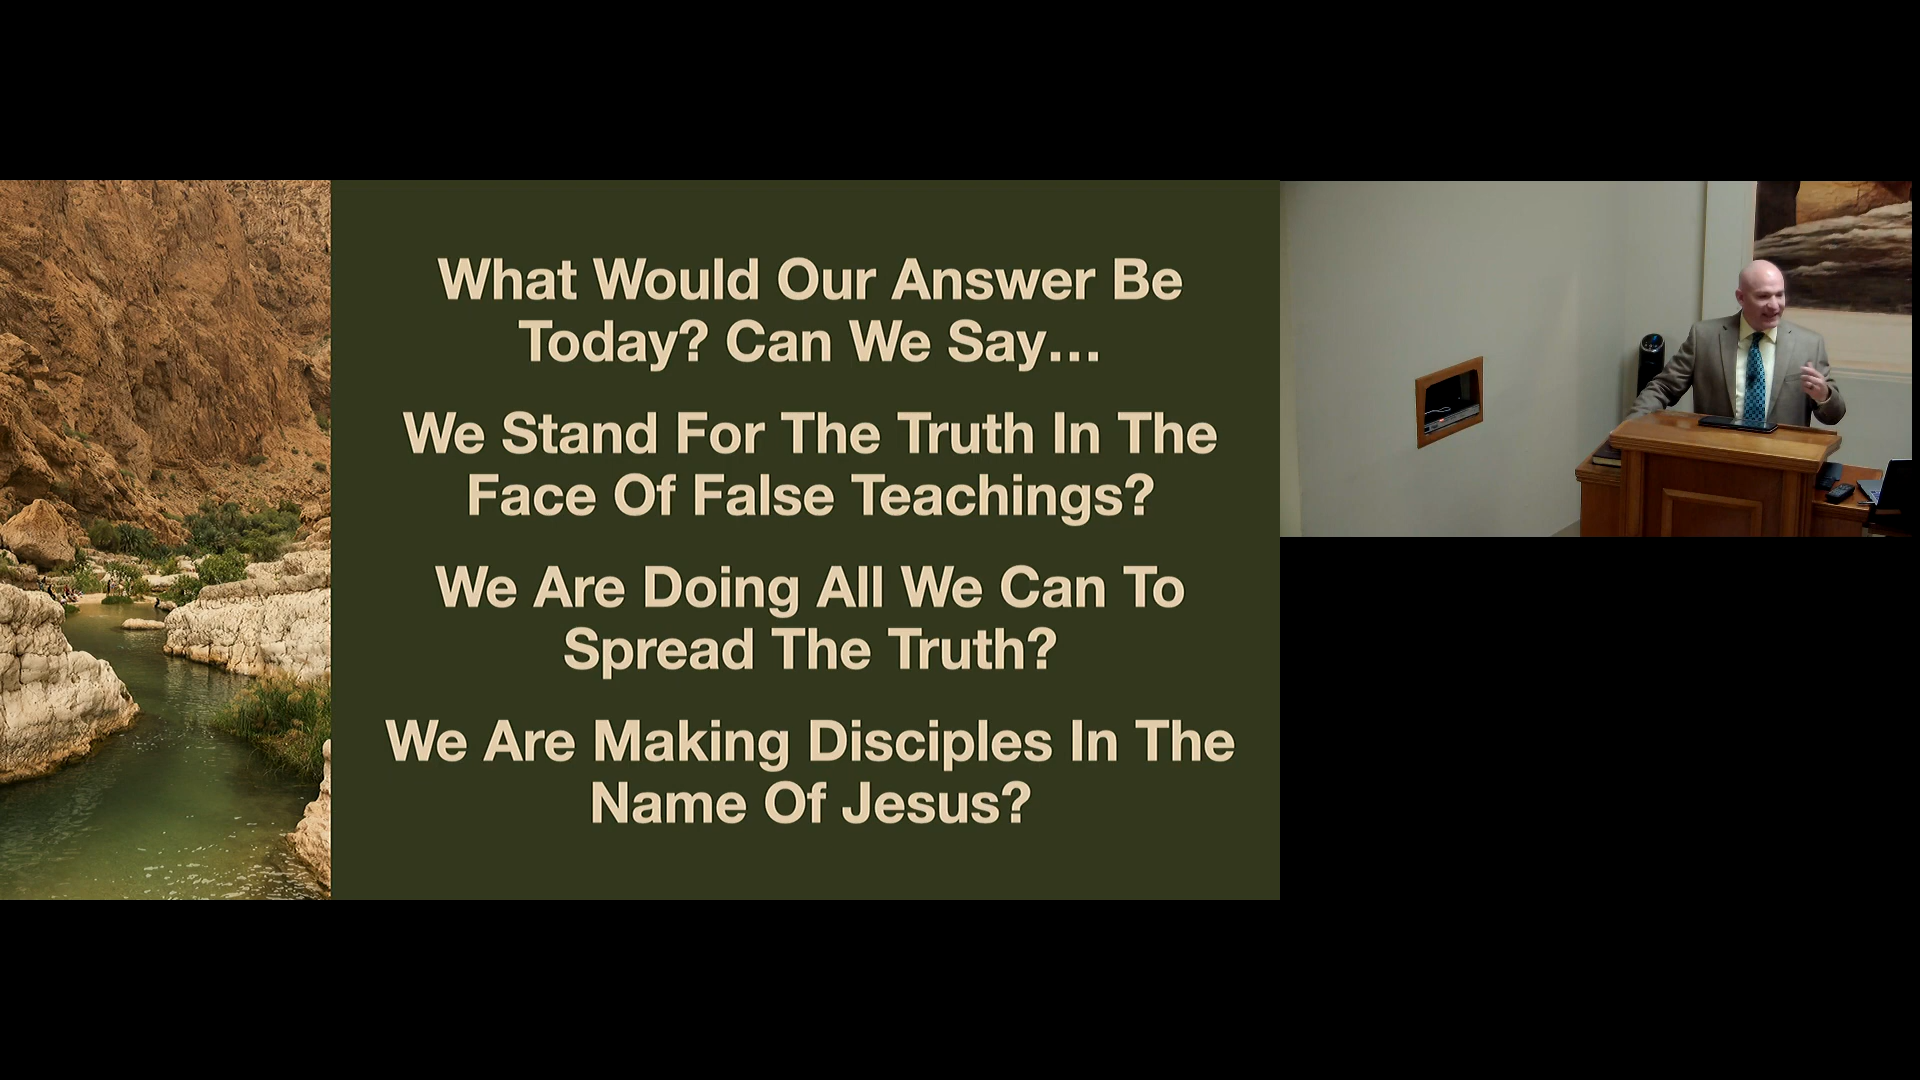 What Would Our Answer Be
Today? Can We Say…
We Stand For The Truth In The
Face Of False Teachings?
We Are Doing All We Can To
Spread The Truth?
We Are Making Disciples In The
Name Of Jesus?